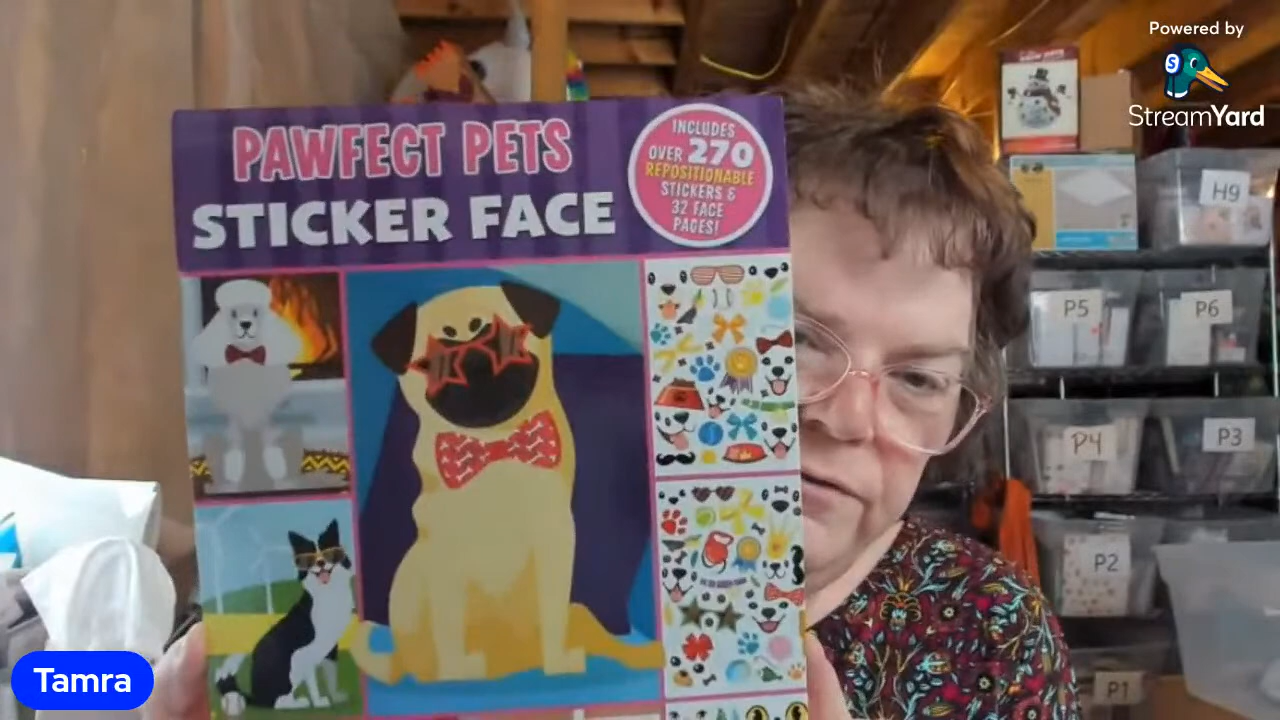 Powered by
StreamYard
PAWFECT PETS
STICKER FACE
INCLUDES
OVER 270
REPOSITIONABLE
STICKERS &
32 FACE
PAGES!
H9
P5
P6
P4
P3
P2
P1
Tamra